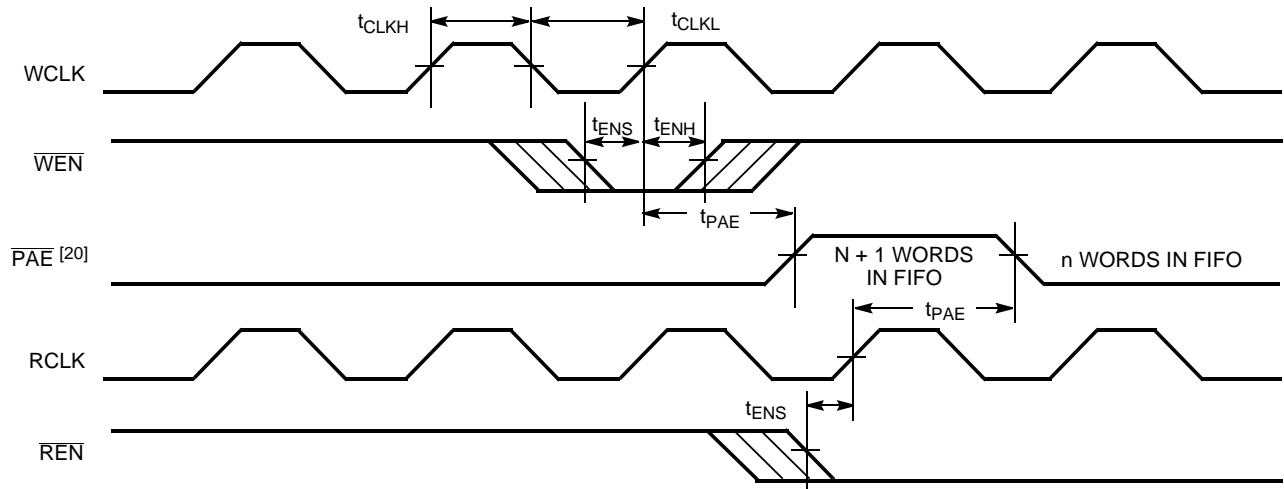 tCLKH
tCLKL
WCLK
tENS
tENH
WEN
tPAE
PAE [20]
N + 1 WORDS
IN FIFO
n WORDS IN FIFO
tPAE
RCLK
tENS
REN